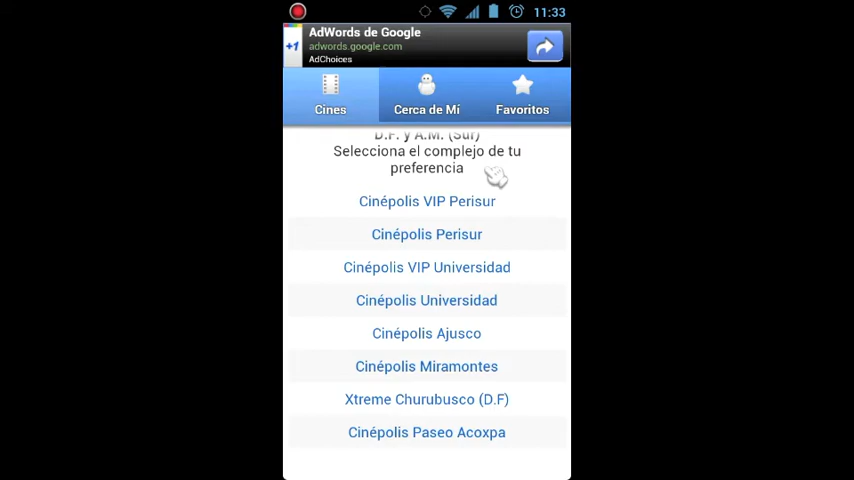 11:33
AdWords de Google
+1
adwords.google.com
AdChoices
Cines
Cerca de Mí
Favoritos
D.F. y A.M. (Sur)
Selecciona el complejo de tu
preferencia
Cinépolis VIP Perisur
Cinépolis Perisur
Cinépolis VIP Universidad
Cinépolis Universidad
Cinépolis Ajusco
Cinépolis Miramontes
Xtreme Churubusco (D.F)
Cinépolis Paseo Acoxpa